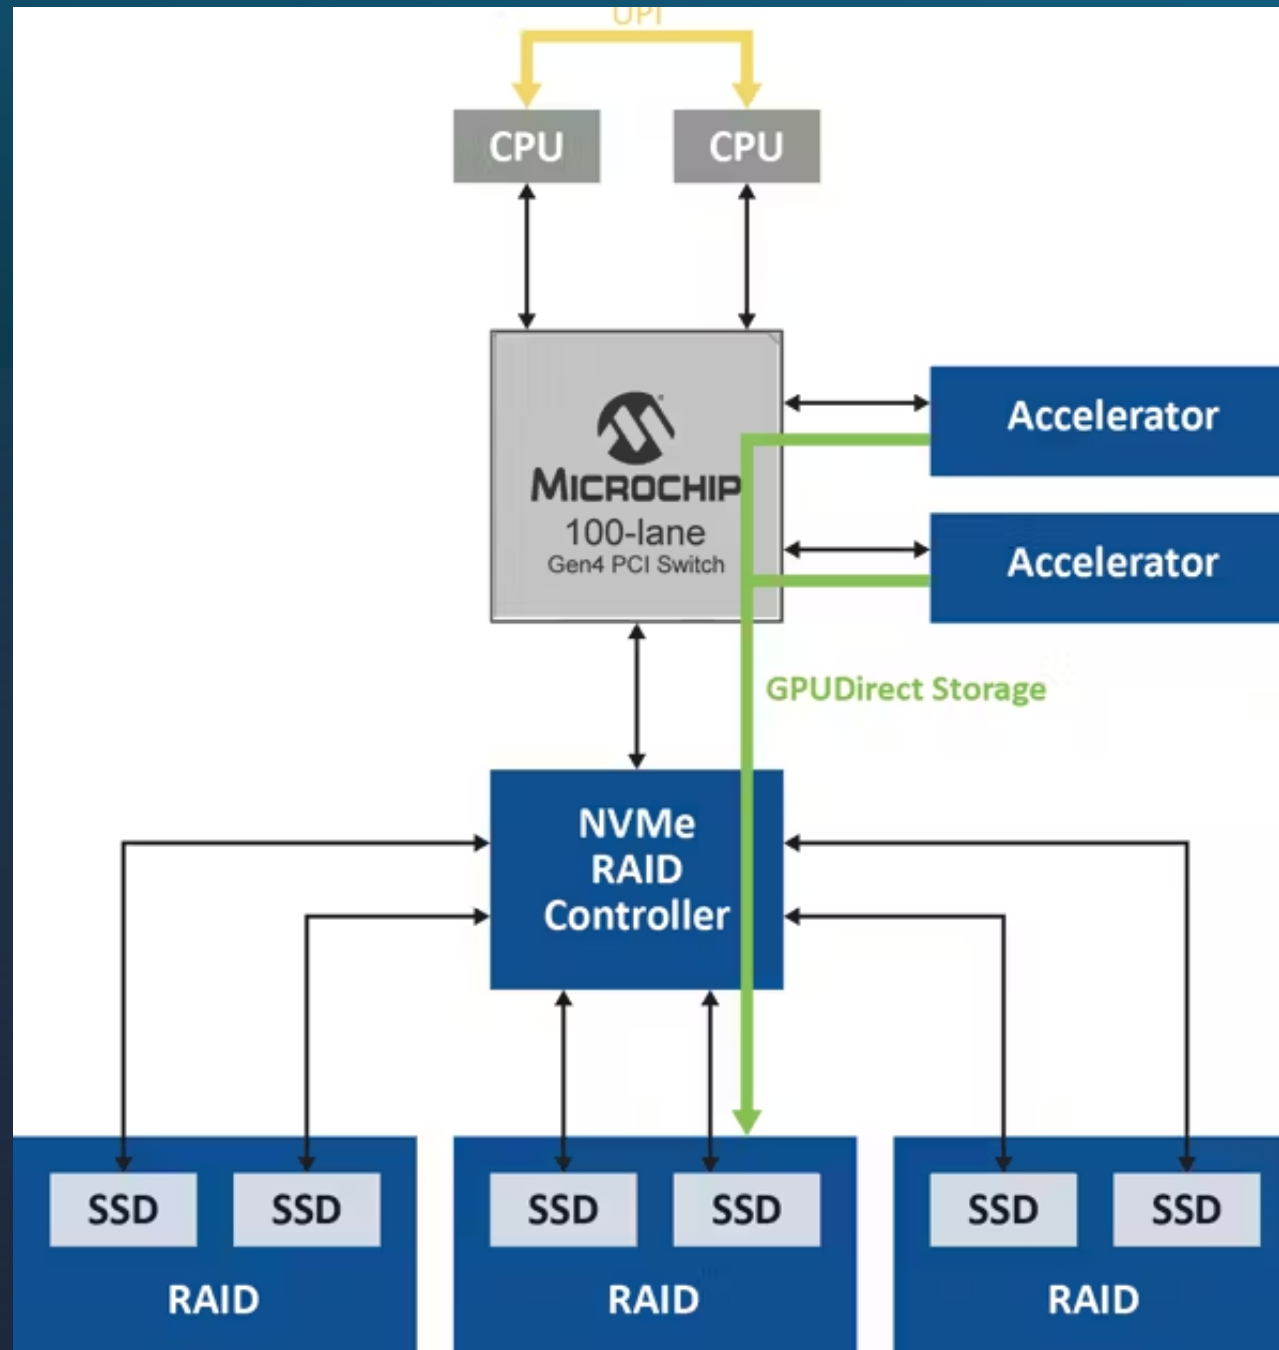 UPI
CPU
CPU
MICROCHIP
100-lane
Gen4 PCI Switch
Accelerator
Accelerator
GPUDirect Storage
NVMe
RAID
Controller
SSD
SSD
SSD
SSD
SSD
SSD
RAID
RAID
RAID